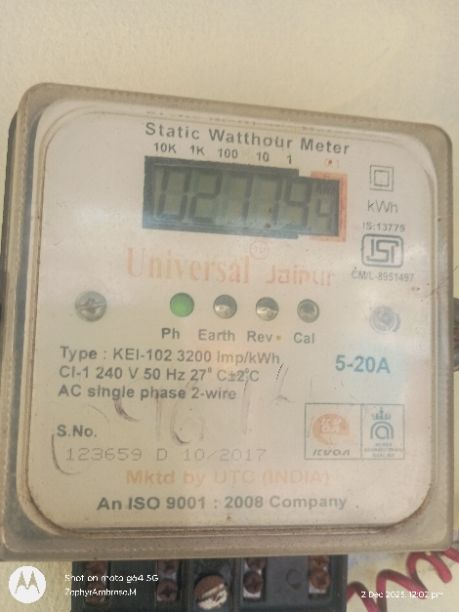 Static Watthour Meter
10K 1K 100 10 1
kWh
IS:13779
ISI
CM/L-8951497
Universal Jaipur
Ph Earth Rev Cal
Type : KEI-102 3200 Imp/kWh
Cl-1 240 V 50 Hz 27° C±2°C
AC single phase 2-wire
5-20A
S.No.
123659 D 10/2017
Mktd by UTC (INDIA)
An ISO 9001 : 2008 Company
Shot on moto g64 5G
ZephyrAmbrose.M
2 Dec 2025, 12:02 pm